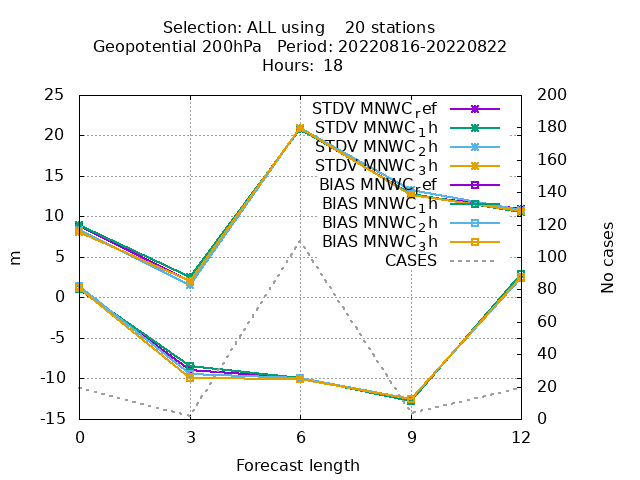 Selection: ALL using    20 stations
Geopotential 200hPa   Period: 20220816-20220822
Hours: 18
25
20
15
10
5
0
-5
-10
-15
m
STDV MNWC_ref
STDV MNWC_1h
STDV MNWC_2h
STDV MNWC_3h
BIAS MNWC_ref
BIAS MNWC_1h
BIAS MNWC_2h
BIAS MNWC_3h
CASES
200
180
160
140
120
100
80
60
40
20
0
No cases
0 3 6 9 12
Forecast length